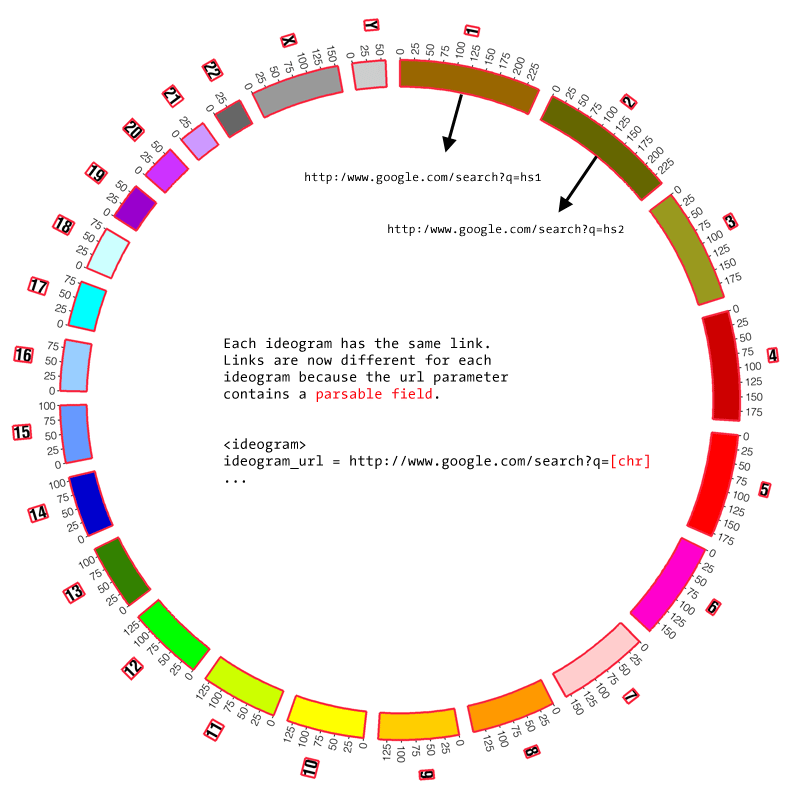 1
0 25 50 75 100 125 150 175 200 225
2
0 25 50 75 100 125 150 175 200 225
3
0 25 50 75 100 125 150 175
4
0 25 50 75 100 125 150 175
5
0 25 50 75 100 125 150 175
6
0 25 50 75 100 125 150
7
0 25 50 75 100 125 150
8
0 25 50 75 100 125
9
0 25 50 75 100 125
10
0 25 50 75 100 125
11
0 25 50 75 100 125
12
0 25 50 75 100 125
13
0 25 50 75 100
14
0 25 50 75 100
15
0 25 50 75 100
16
0 25 50 75
17
0 25 50 75
18
0 25 50 75
19
0 25 50
20
0 25 50
21
0 25
22
0 25
X
0 25 50 75 100 125 150
Y
0 25 50
http:/www.google.com/search?q=hs1
http:/www.google.com/search?q=hs2
Each ideogram has the same link.
Links are now different for each
ideogram because the url parameter
contains a parsable field.
<ideogram>
ideogram_url = http://www.google.com/search?q=[chr]
...